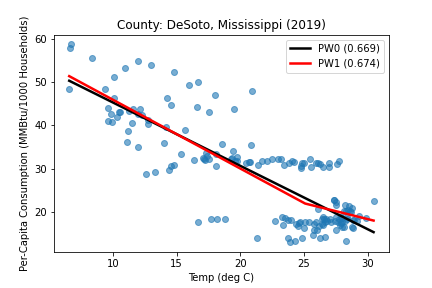 County: DeSoto, Mississippi (2019)
PW0 (0.669)
PW1 (0.674)
Per-Capita Consumption (MMBtu/1000 Households)
60
50
40
30
20
10
15
20
25
30
Temp (deg C)